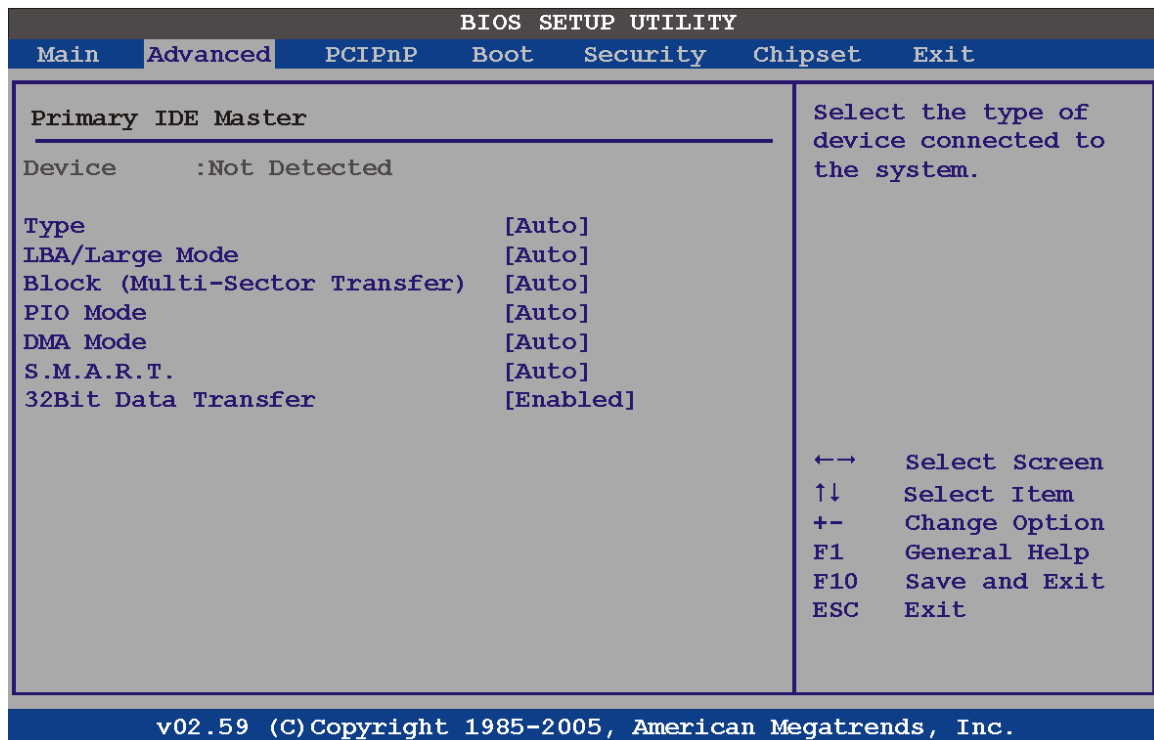 BIOS SETUP UTILITY
Main Advanced PCIPnP Boot Security Chipset Exit
Primary IDE Master
Device :Not Detected
Type [Auto]
LBA/Large Mode [Auto]
Block (Multi-Sector Transfer) [Auto]
PIO Mode [Auto]
DMA Mode [Auto]
S.M.A.R.T. [Auto]
32Bit Data Transfer [Enabled]
Select the type of
device connected to
the system.
←→ Select Screen
↑↓ Select Item
+- Change Option
F1 General Help
F10 Save and Exit
ESC Exit
v02.59 (C)Copyright 1985-2005, American Megatrends, Inc.